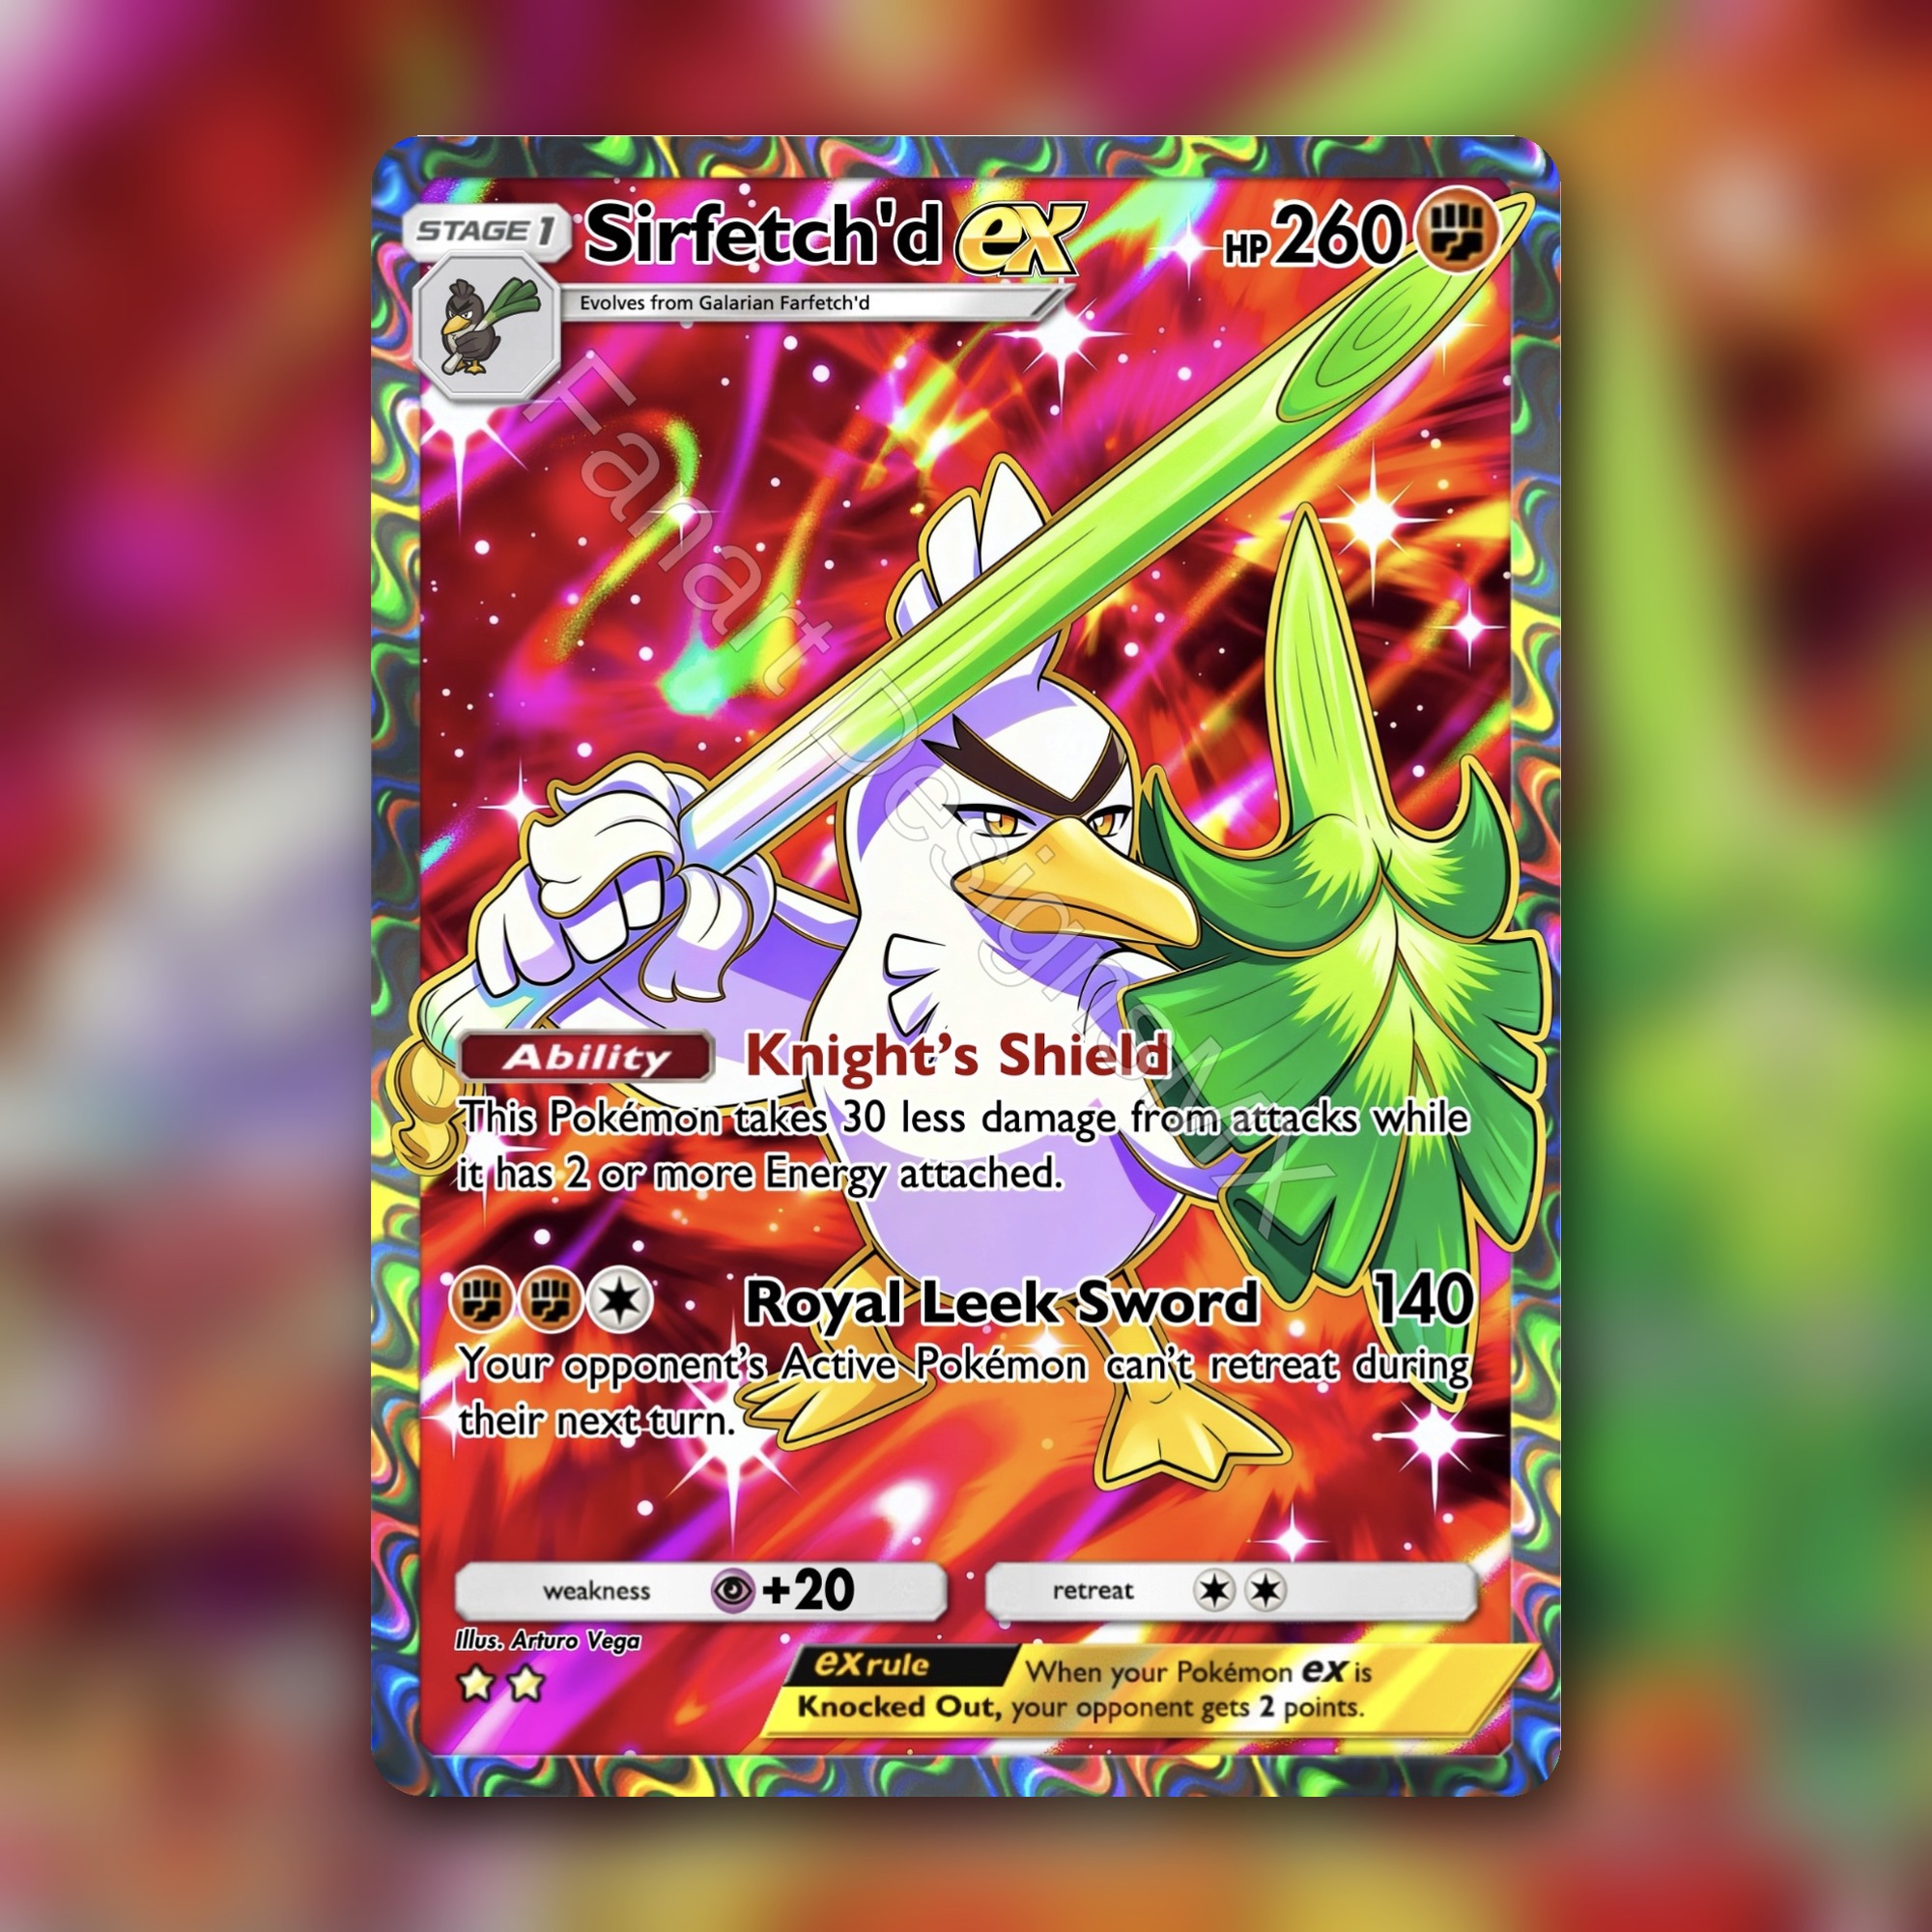 STAGE 1 Sirfetch'd ex HP 260
Evolves from Galarian Farfetch'd
Fanart DesignMX
Ability Knight’s Shield
This Pokémon takes 30 less damage from attacks while
it has 2 or more Energy attached.
Royal Leek Sword 140
Your opponent’s Active Pokémon can’t retreat during
their next turn.
weakness +20 retreat
Illus. Arturo Vega
ex rule When your Pokémon ex is
Knocked Out, your opponent gets 2 points.